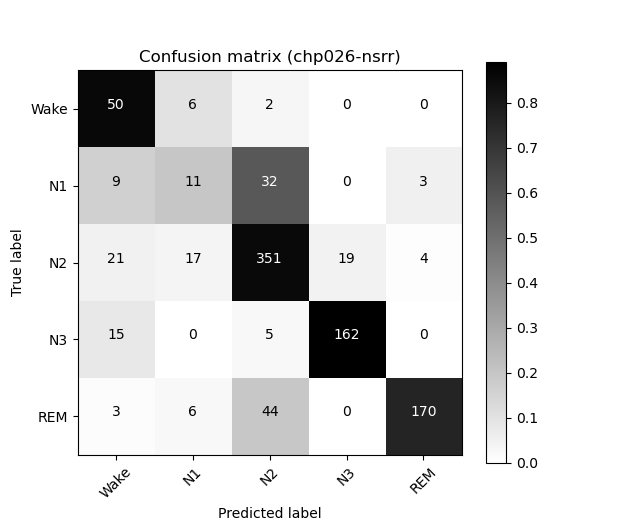 Confusion matrix (chp026-nsrr)
Wake 50 6 2 0 0
N1 9 11 32 0 3
N2 21 17 351 19 4
N3 15 0 5 162 0
REM 3 6 44 0 170
Wake N1 N2 N3 REM
Predicted label
True label
0.8
0.7
0.6
0.5
0.4
0.3
0.2
0.1
0.0